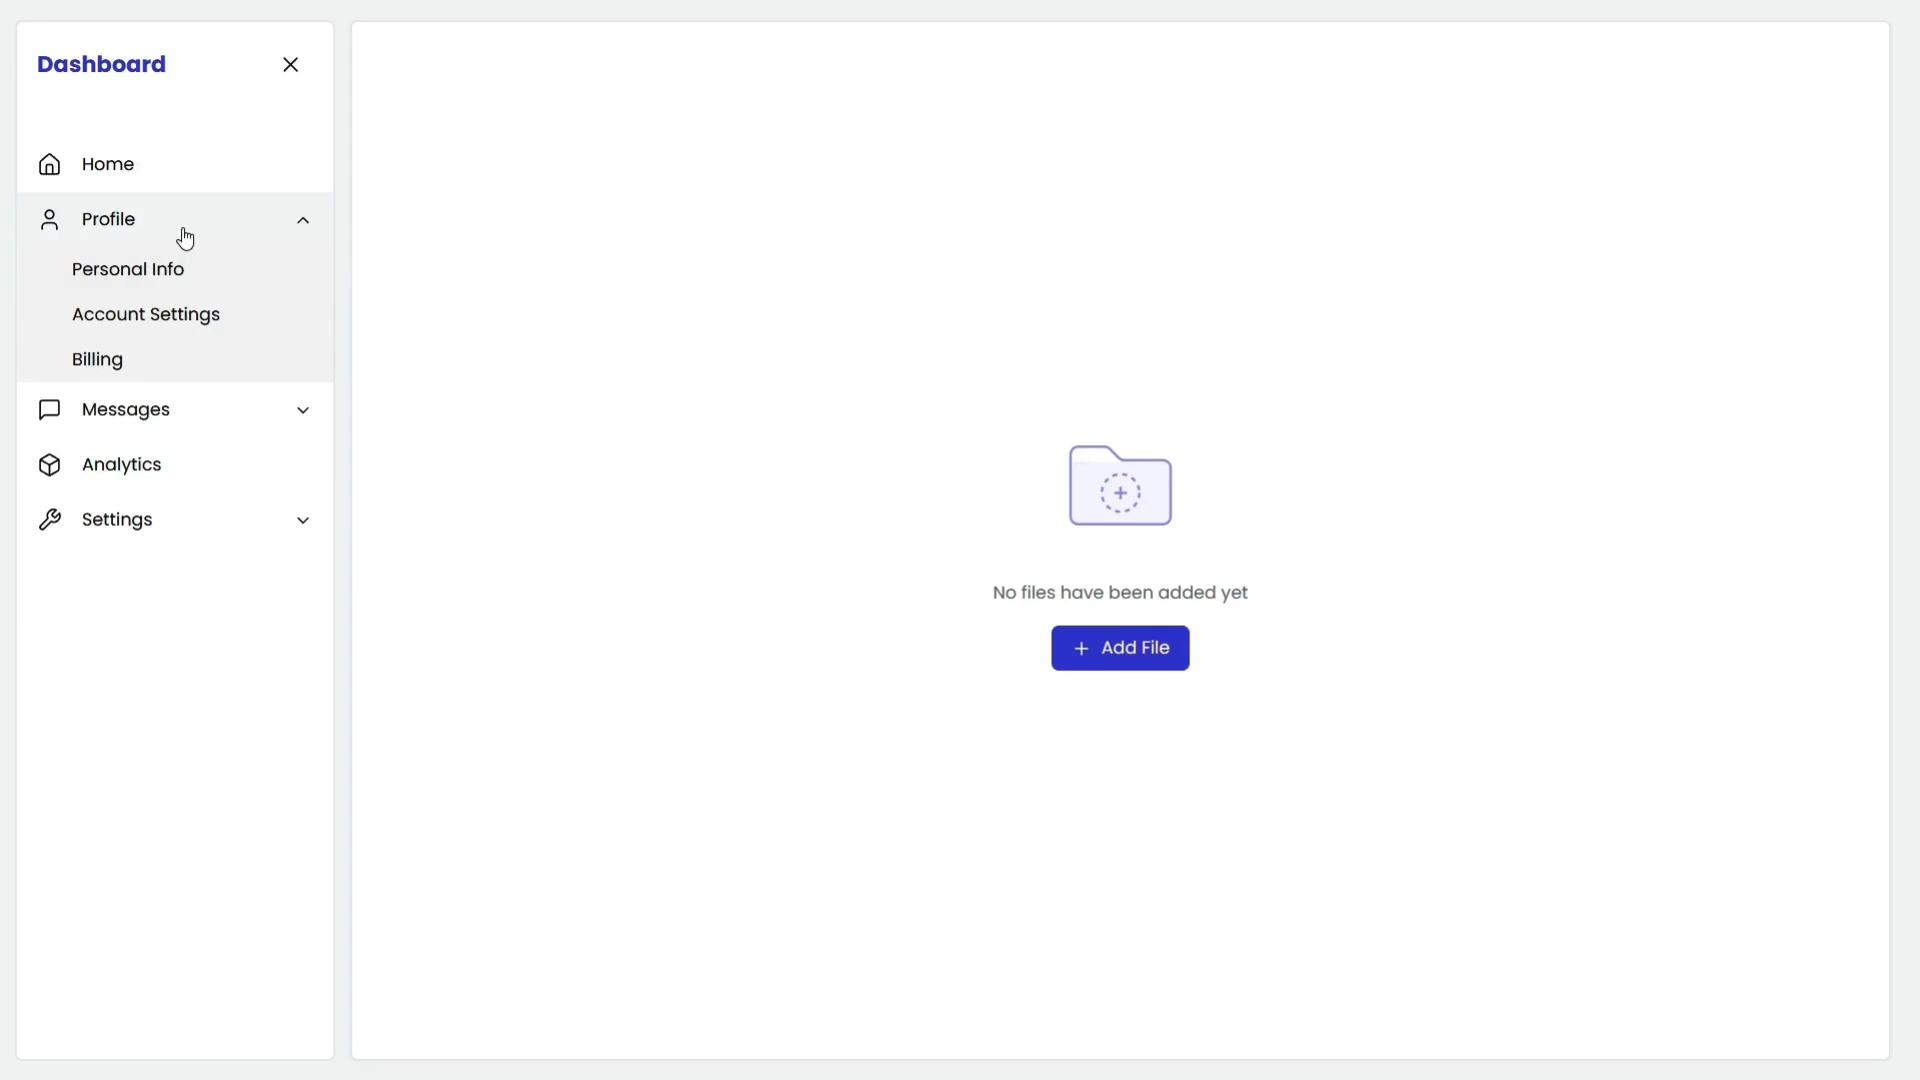 Dashboard
Home
Profile
Personal Info
Account Settings
Billing
Messages
Analytics
Settings
No files have been added yet
Add File